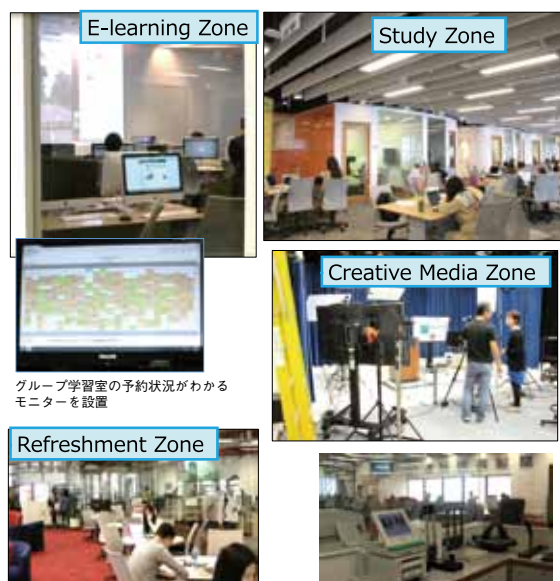 E-learning Zone
Study Zone
グループ学習室の予約状況がわかる
モニターを設置
Creative Media Zone
Refreshment Zone